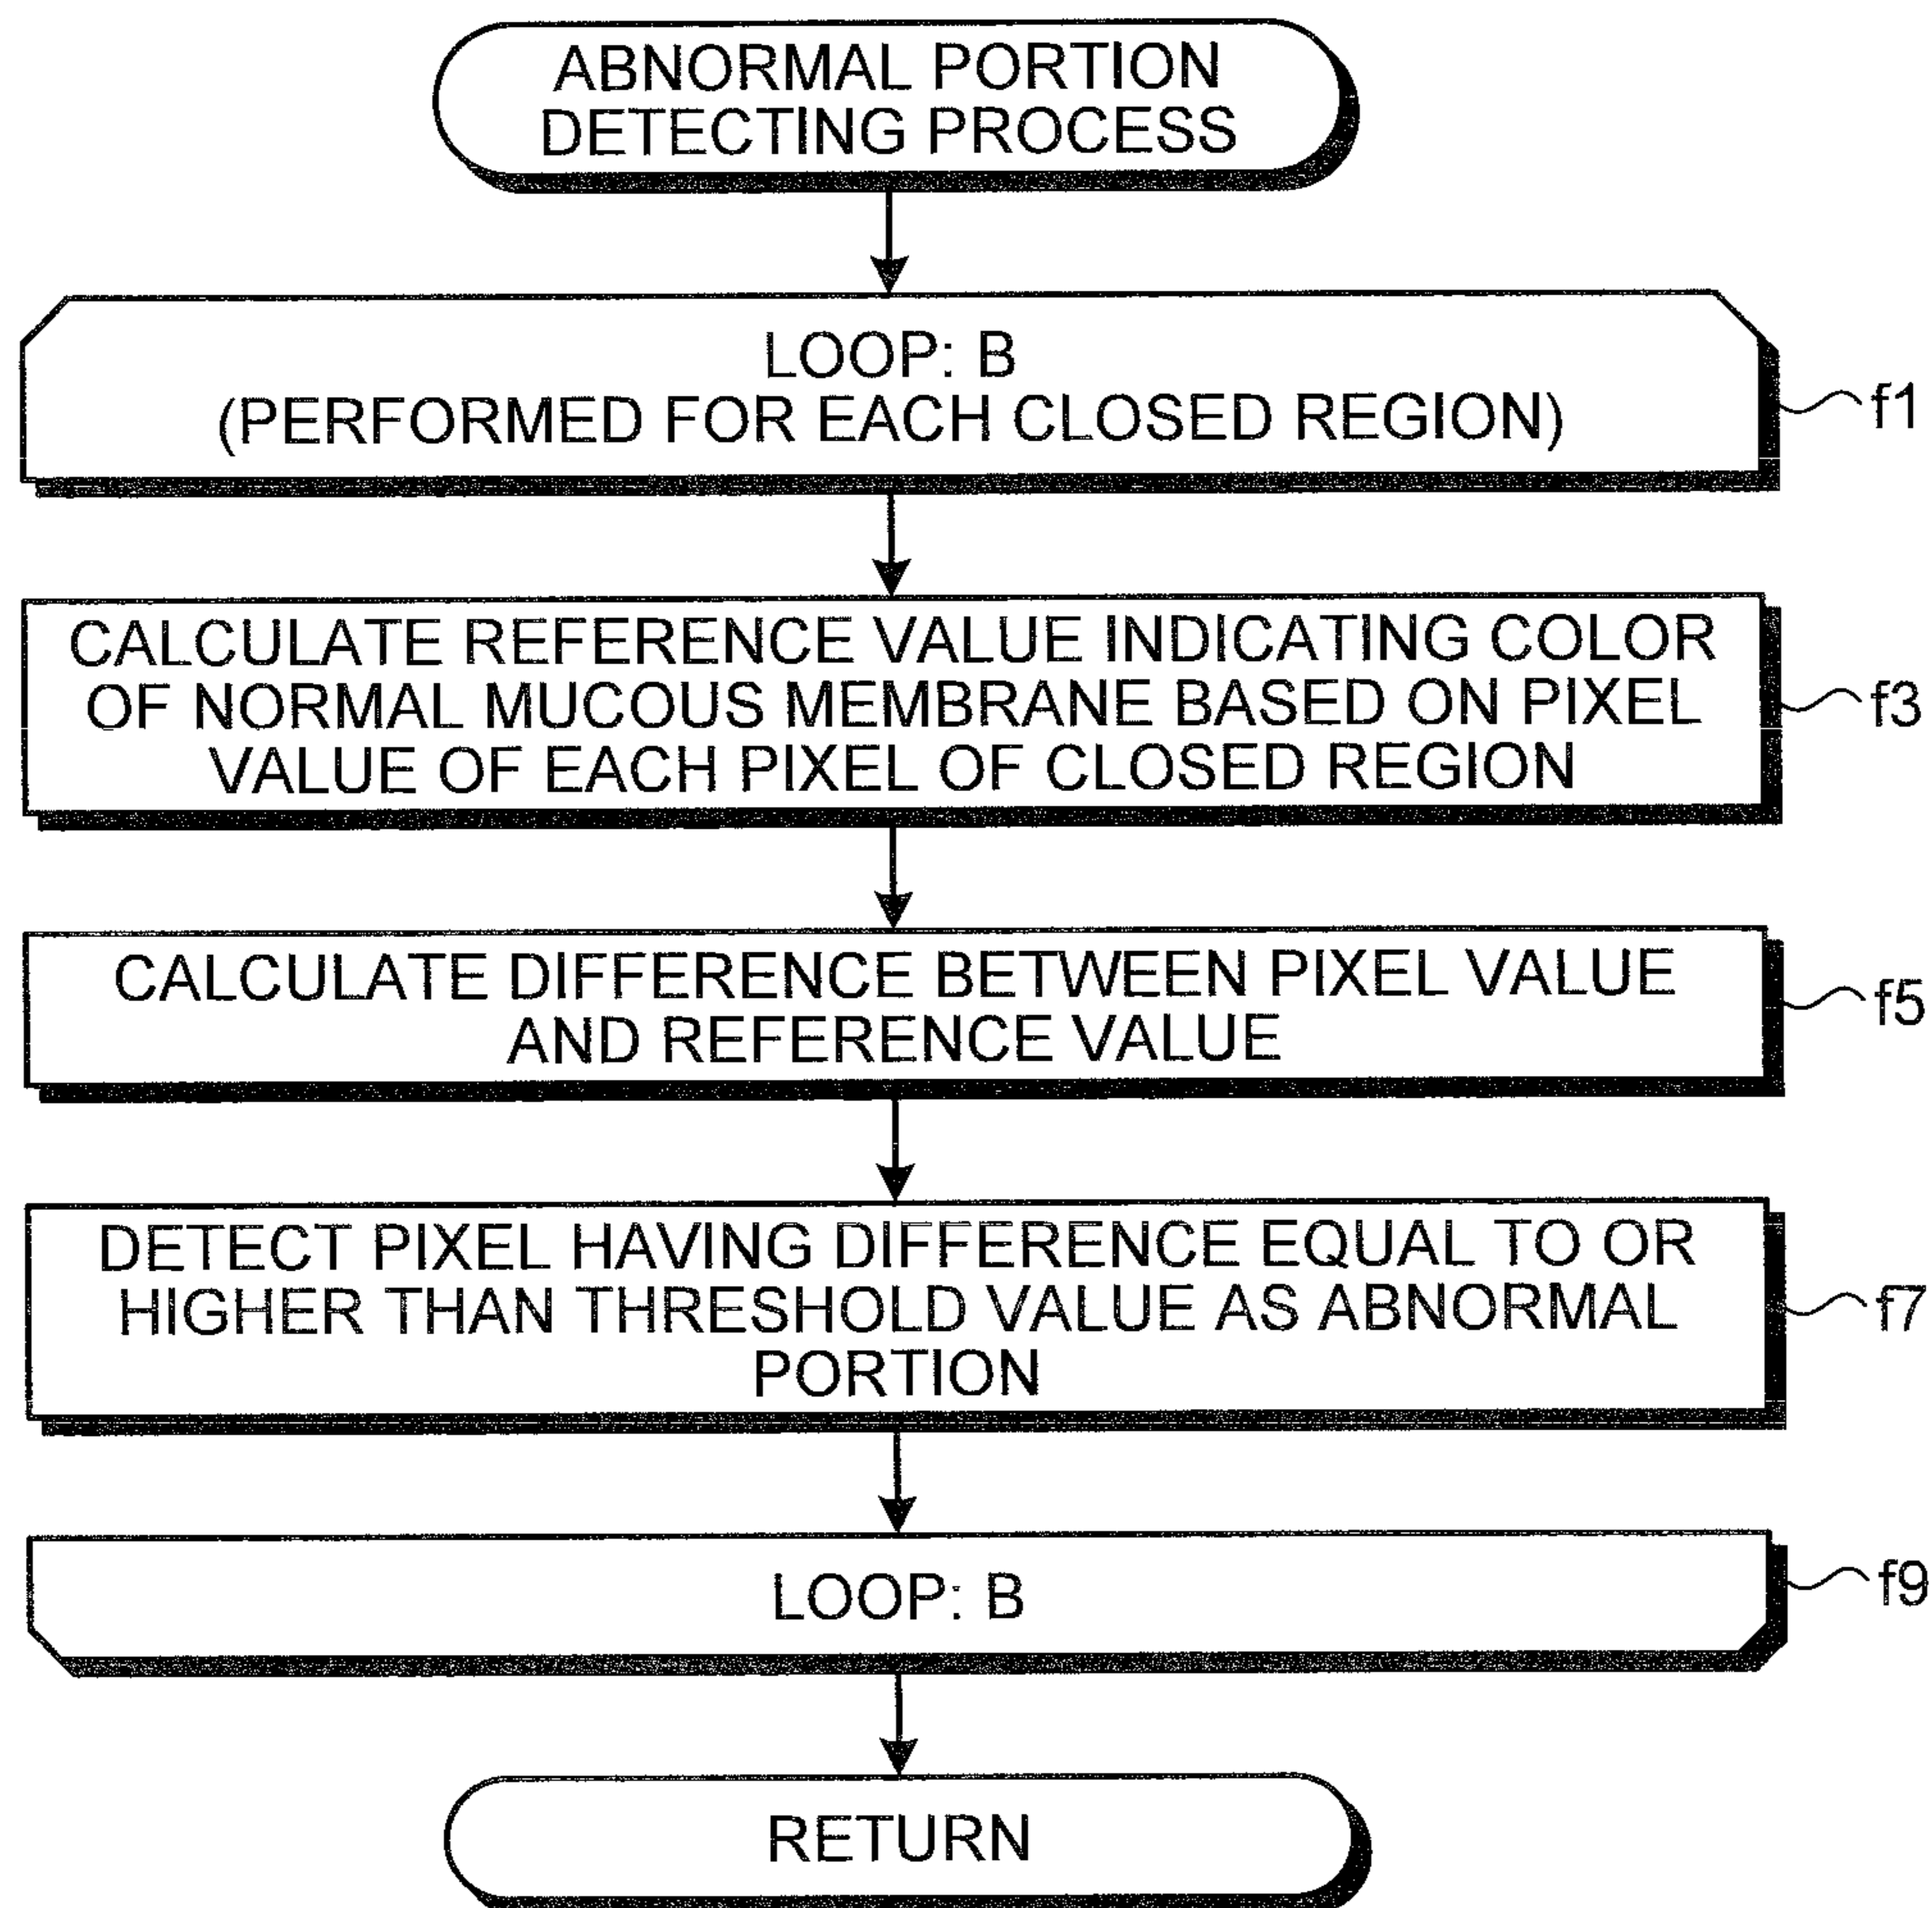 ABNORMAL PORTION
DETECTING PROCESS
LOOP: B
(PERFORMED FOR EACH CLOSED REGION)
f1
CALCULATE REFERENCE VALUE INDICATING COLOR
OF NORMAL MUCOUS MEMBRANE BASED ON PIXEL
VALUE OF EACH PIXEL OF CLOSED REGION
f3
CALCULATE DIFFERENCE BETWEEN PIXEL VALUE
AND REFERENCE VALUE
f5
DETECT PIXEL HAVING DIFFERENCE EQUAL TO OR
HIGHER THAN THRESHOLD VALUE AS ABNORMAL
PORTION
f7
LOOP: B
f9
RETURN